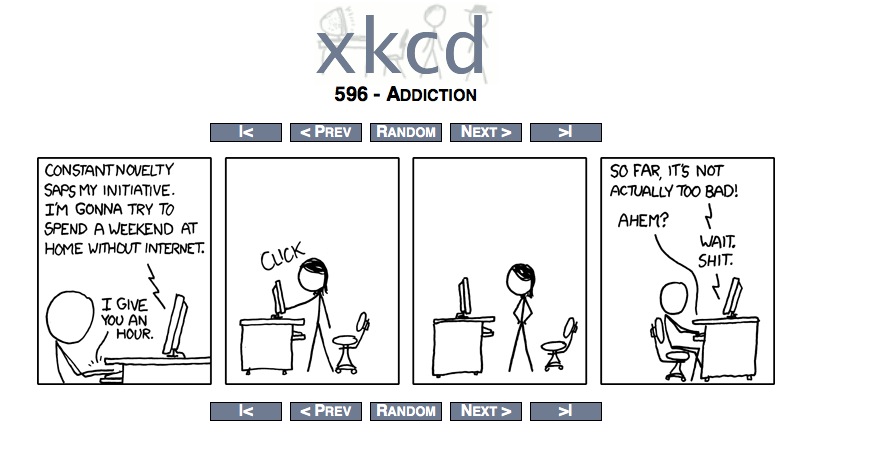 xkcd
596 - ADDICTION
|< < PREV RANDOM NEXT > >|
CONSTANT NOVELTY
SAPS MY INITIATIVE.
I'M GONNA TRY TO
SPEND A WEEKEND AT
HOME WITHOUT INTERNET.
I GIVE
YOU AN
HOUR.
CLICK
SO FAR, IT'S NOT
ACTUALLY TOO BAD!
AHEM?
WAIT.
SHIT.
|< < PREV RANDOM NEXT > >|